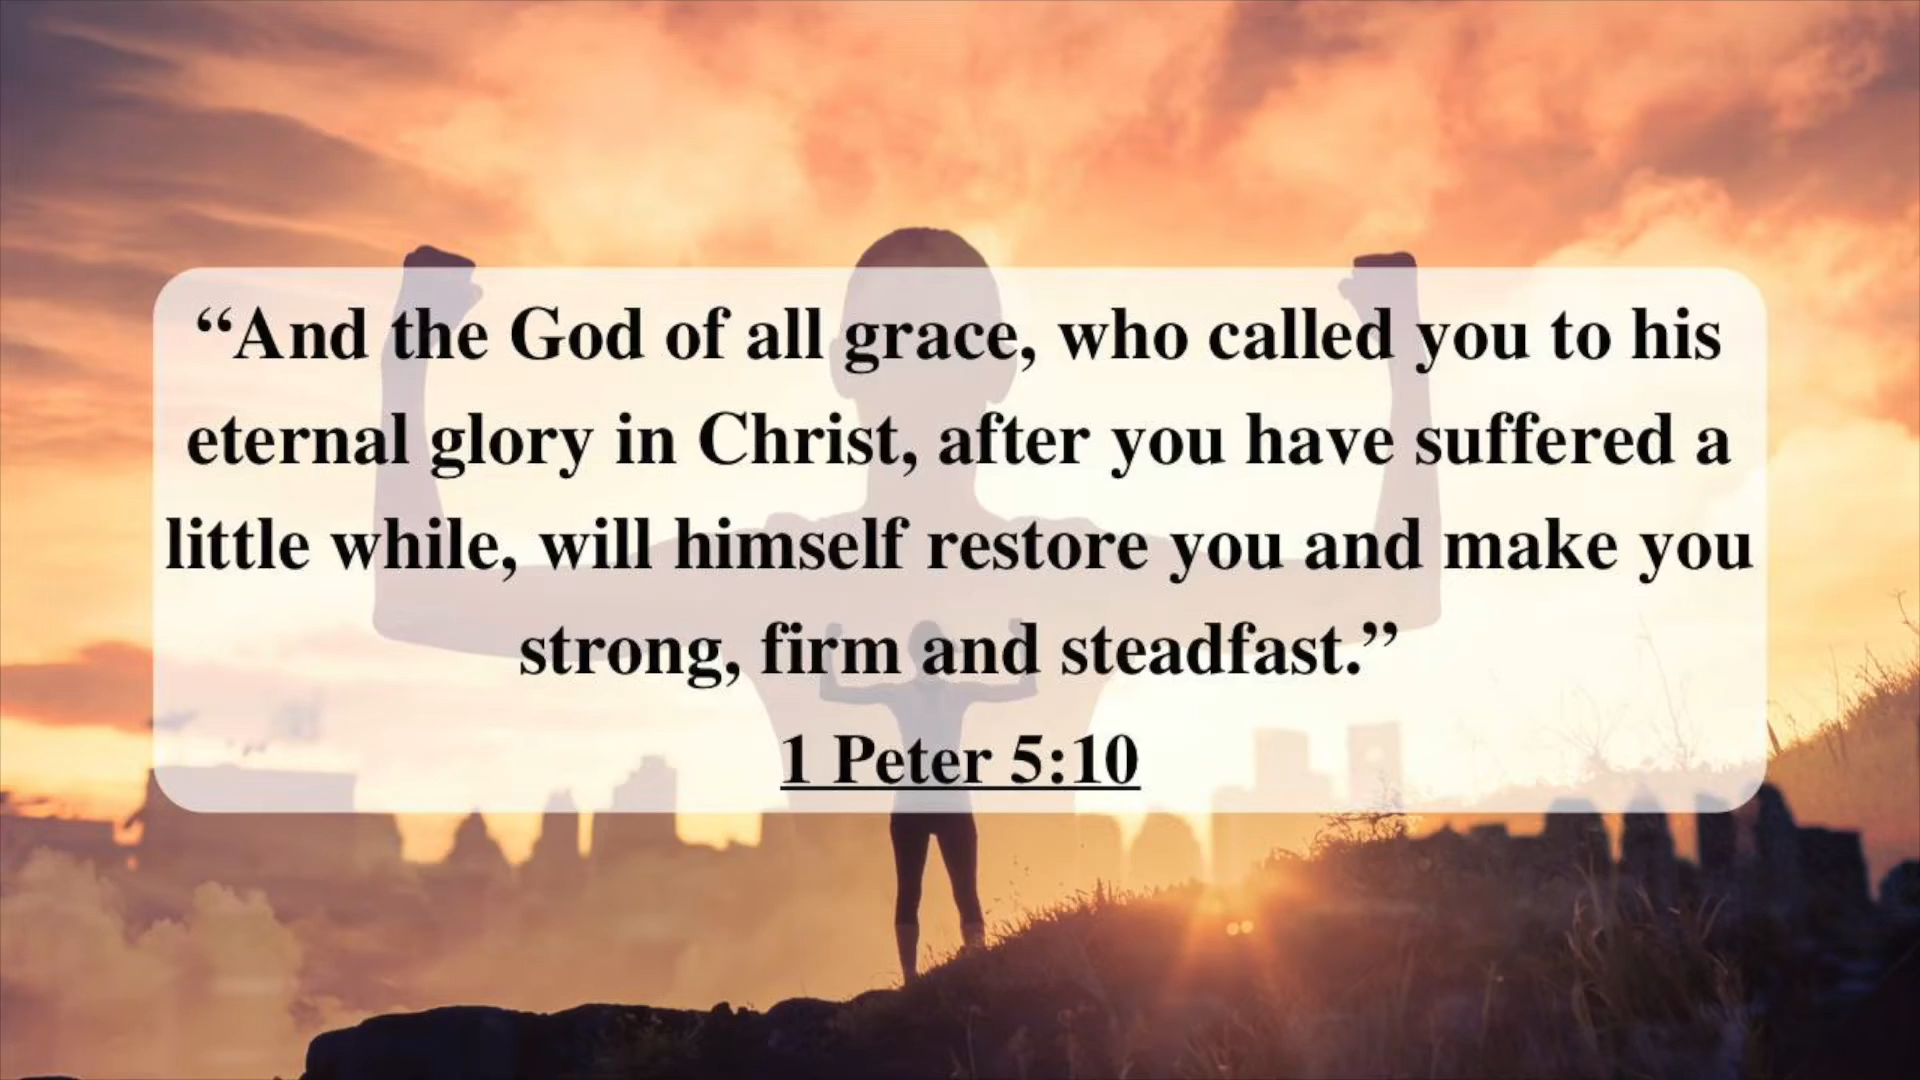 “And the God of all grace, who called you to his
eternal glory in Christ, after you have suffered a
little while, will himself restore you and make you
strong, firm and steadfast.”
1 Peter 5:10